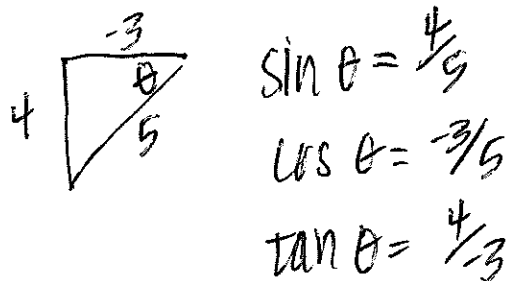 -3
θ
4
5
sin θ = 4/5
cos θ = -3/5
tan θ = 4/-3